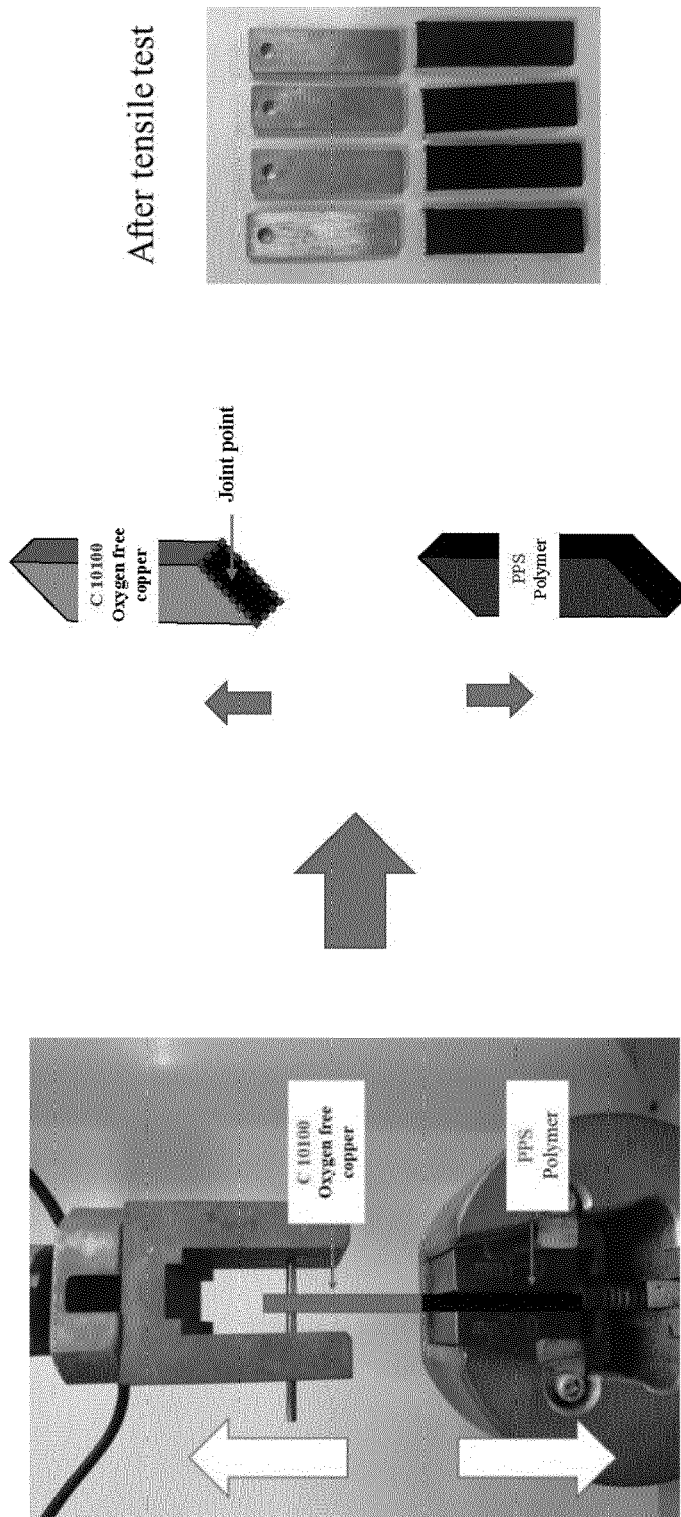 C 10100
Oxygen free
copper
PPS
Polymer
C 10100
Oxygen free
copper
Joint point
PPS
Polymer
After tensile test